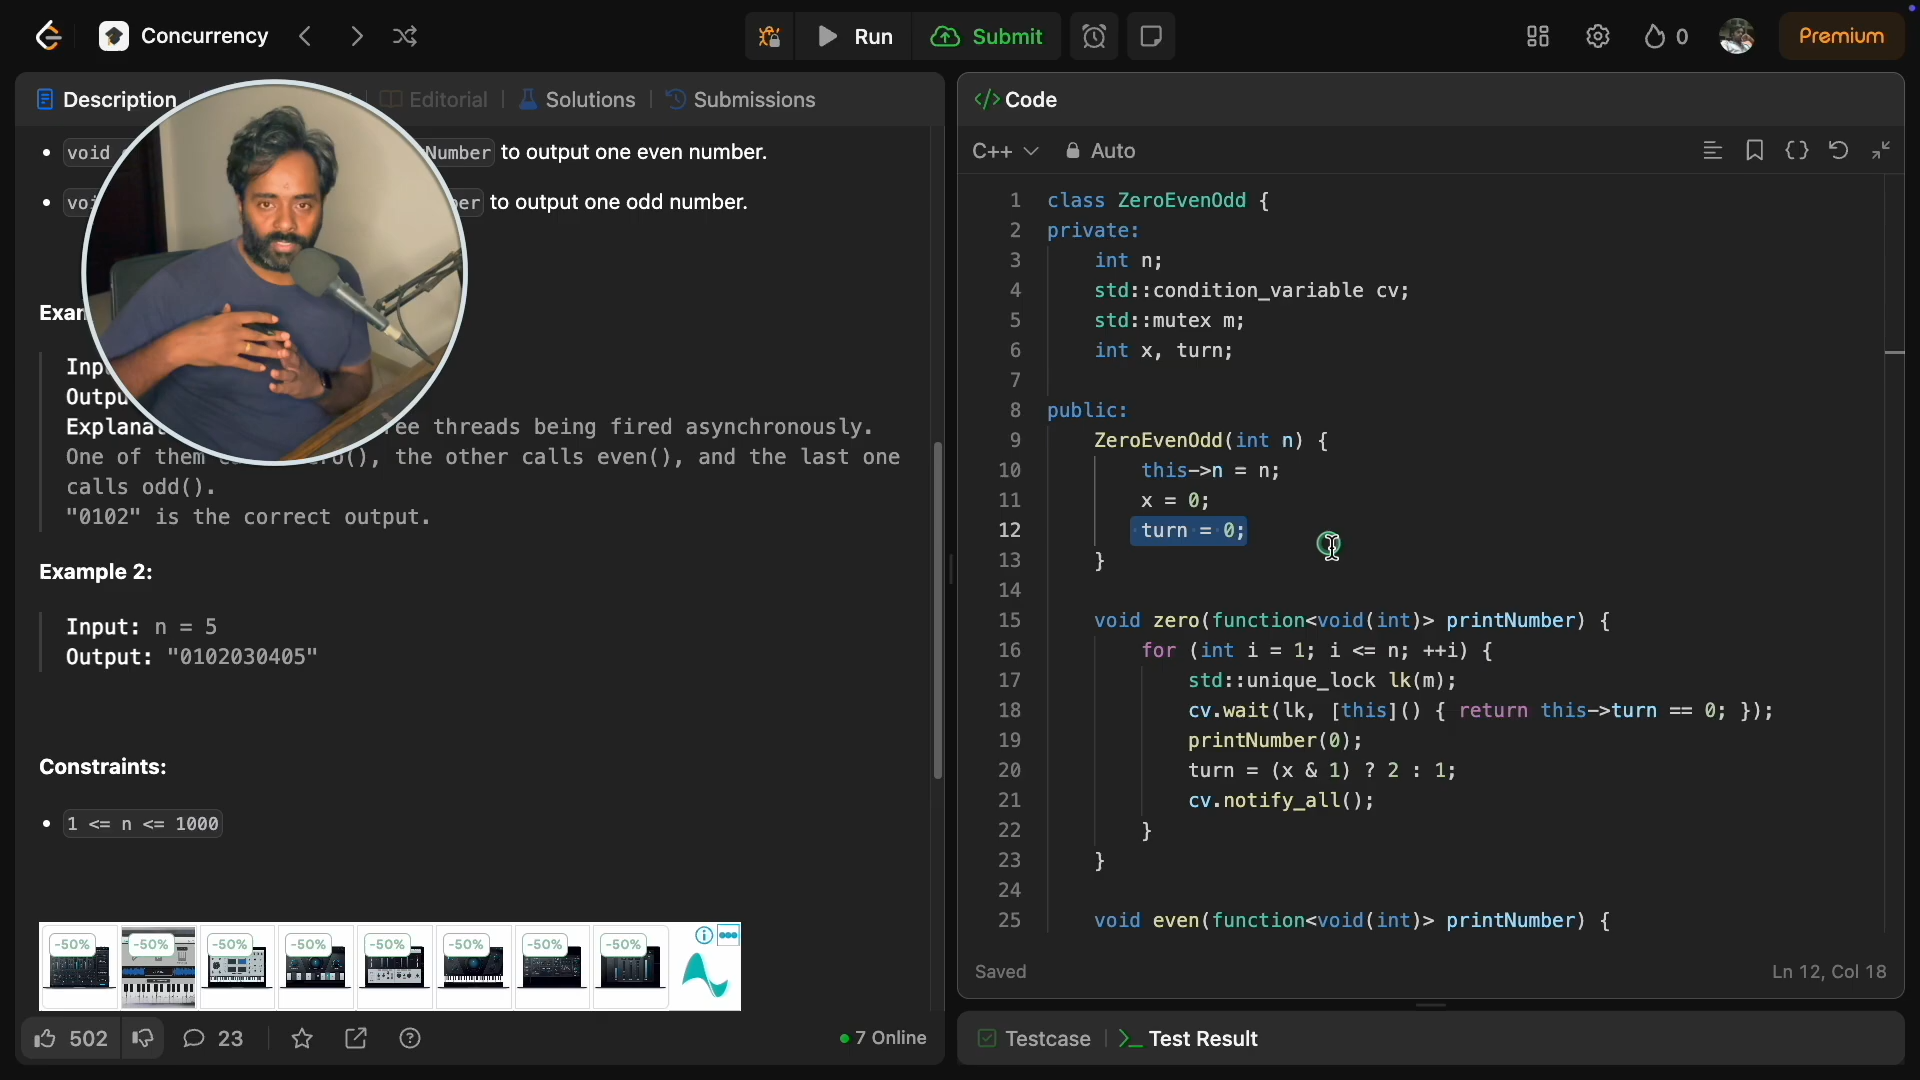 Concurrency
Run
Submit
0
Premium
Description
Editorial
Solutions
Submissions
void
Number to output one even number.
to output one odd number.
ee threads being fired asynchronously.
One of them
, the other calls even(), and the last one
calls odd().
"0102" is the correct output.
Example 2:
Input: n = 5
Output: "0102030405"
Constraints:
1 <= n <= 1000
-50%
-50%
-50%
-50%
-50%
-50%
-50%
-50%
502
23
7 Online
</> Code
C++
Auto
1 class ZeroEvenOdd {
2 private:
3 int n;
4 std::condition_variable cv;
5 std::mutex m;
6 int x, turn;
7
8 public:
9 ZeroEvenOdd(int n) {
10 this->n = n;
11 x = 0;
12 turn = 0;
13 }
14
15 void zero(function<void(int)> printNumber) {
16 for (int i = 1; i <= n; ++i) {
17 std::unique_lock lk(m);
18 cv.wait(lk, [this]() { return this->turn == 0; });
19 printNumber(0);
20 turn = (x & 1) ? 2 : 1;
21 cv.notify_all();
22 }
23 }
24
25 void even(function<void(int)> printNumber) {
Saved
Ln 12, Col 18
Testcase
Test Result